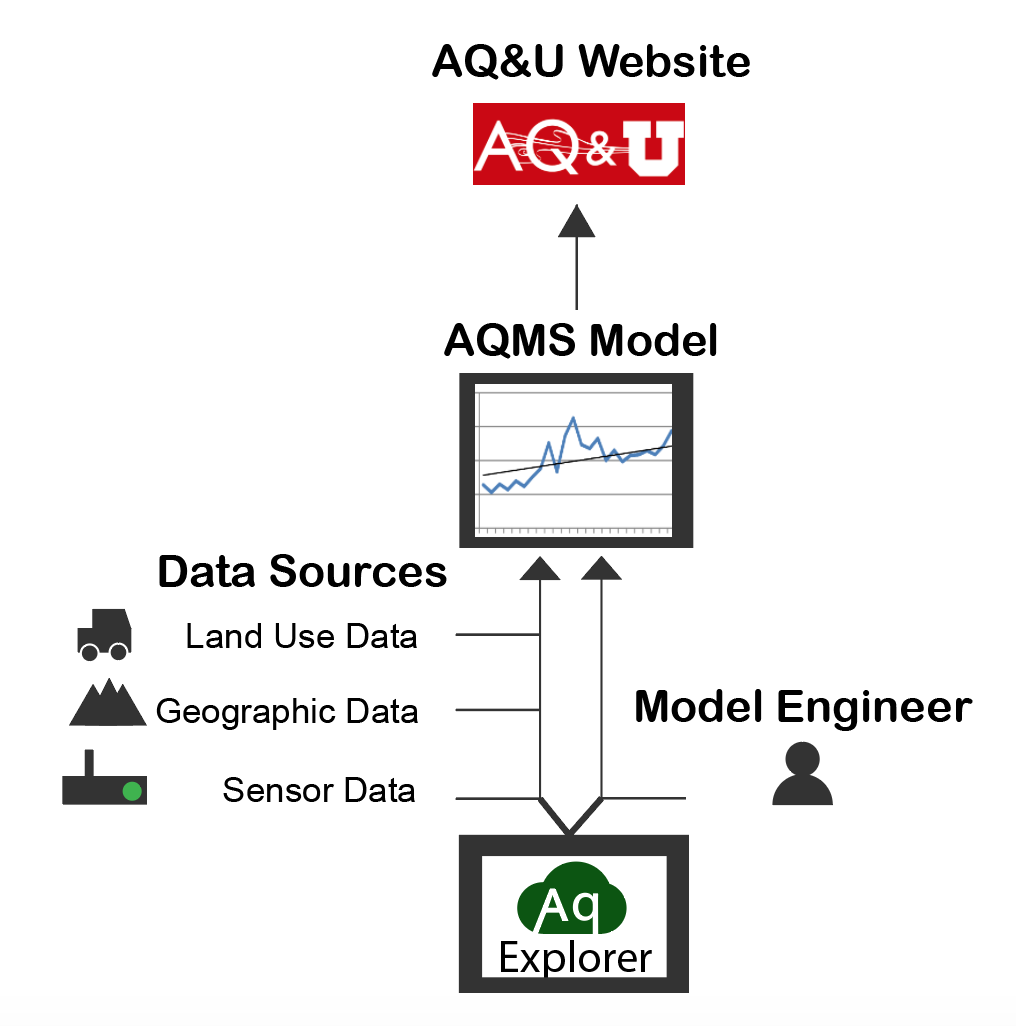 AQ&U Website
AQ&U
AQMS Model
Data Sources
Land Use Data
Geographic Data
Sensor Data
Model Engineer
Aq
Explorer